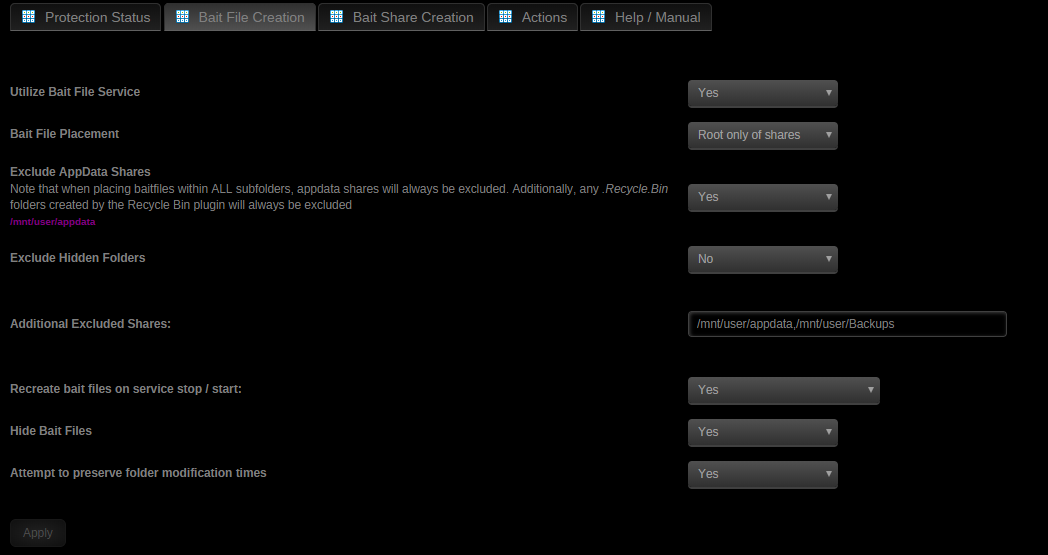 Protection Status Bait File Creation Bait Share Creation Actions Help / Manual
Utilize Bait File Service Yes
Bait File Placement Root only of shares
Exclude AppData Shares
Note that when placing baitfiles within ALL subfolders, appdata shares will always be excluded. Additionally, any .Recycle.Bin
folders created by the Recycle Bin plugin will always be excluded Yes
/mnt/user/appdata
Exclude Hidden Folders No
Additional Excluded Shares: /mnt/user/appdata,/mnt/user/Backups
Recreate bait files on service stop / start: Yes
Hide Bait Files Yes
Attempt to preserve folder modification times Yes
Apply